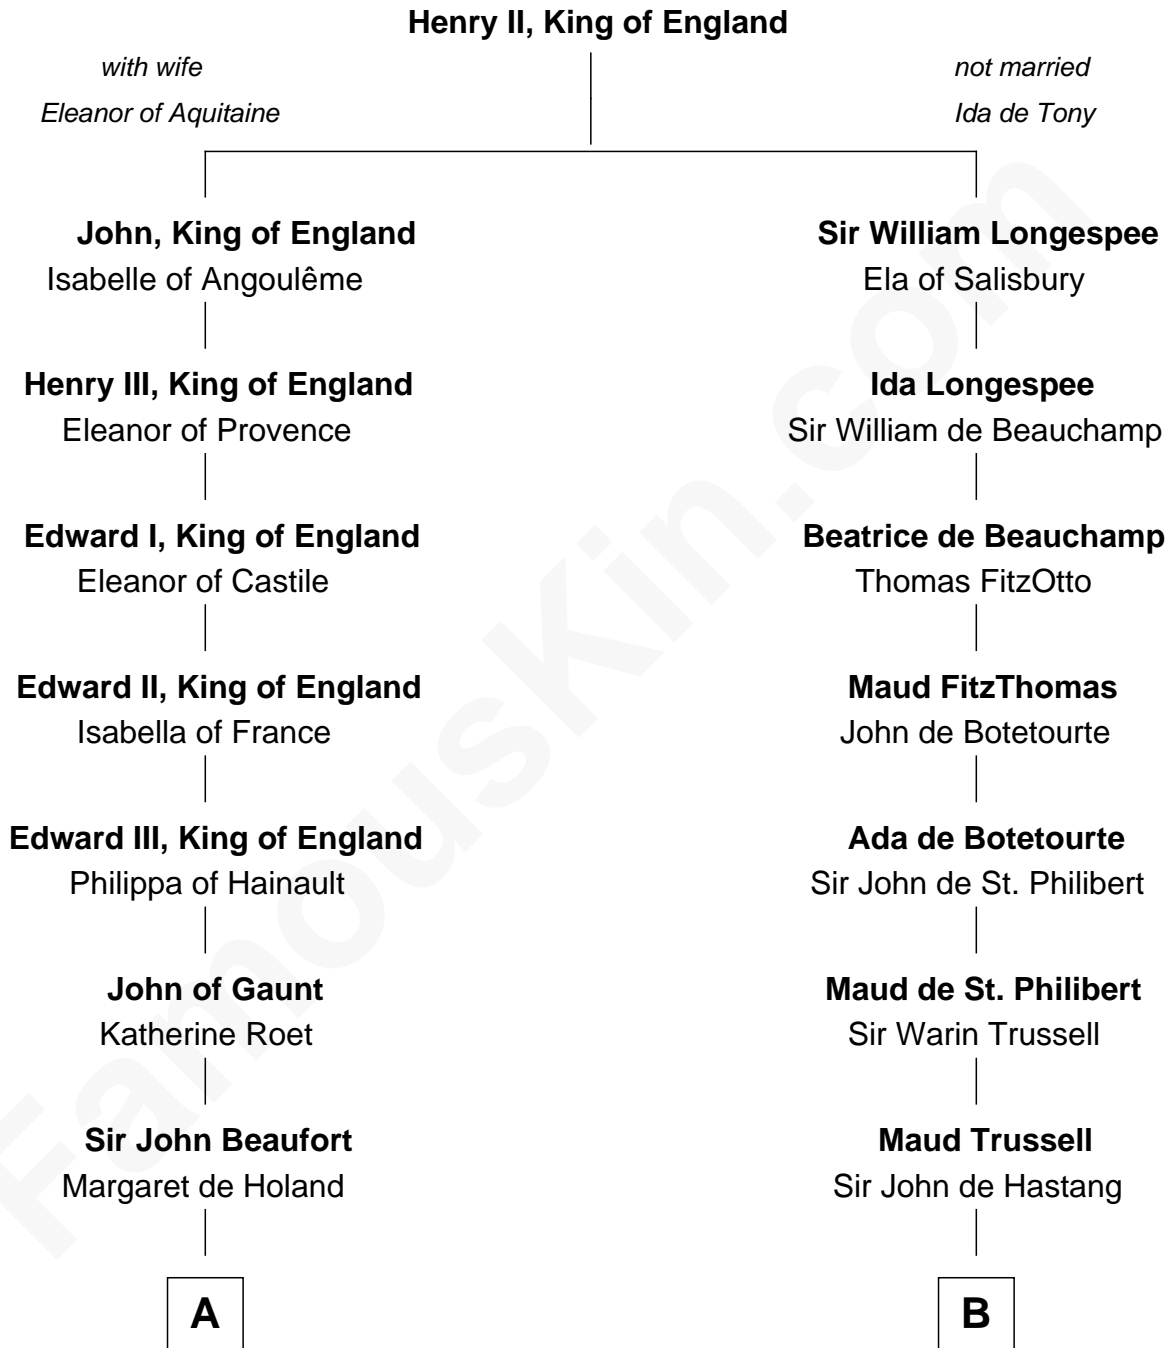 Henry II, King of England
with wife
Eleanor of Aquitaine
not married
Ida de Tony
John, King of England
Isabelle of Angoulême
Sir William Longespee
Ela of Salisbury
Henry III, King of England
Eleanor of Provence
Ida Longespee
Sir William de Beauchamp
Edward I, King of England
Eleanor of Castile
Beatrice de Beauchamp
Thomas FitzOtto
Edward II, King of England
Isabella of France
Maud FitzThomas
John de Botetourte
Edward III, King of England
Philippa of Hainault
Ada de Botetourte
Sir John de St. Philibert
John of Gaunt
Katherine Roet
Maud de St. Philibert
Sir Warin Trussell
Sir John Beaufort
Margaret de Holand
Maud Trussell
Sir John de Hastang
A
B
FamousKin.com